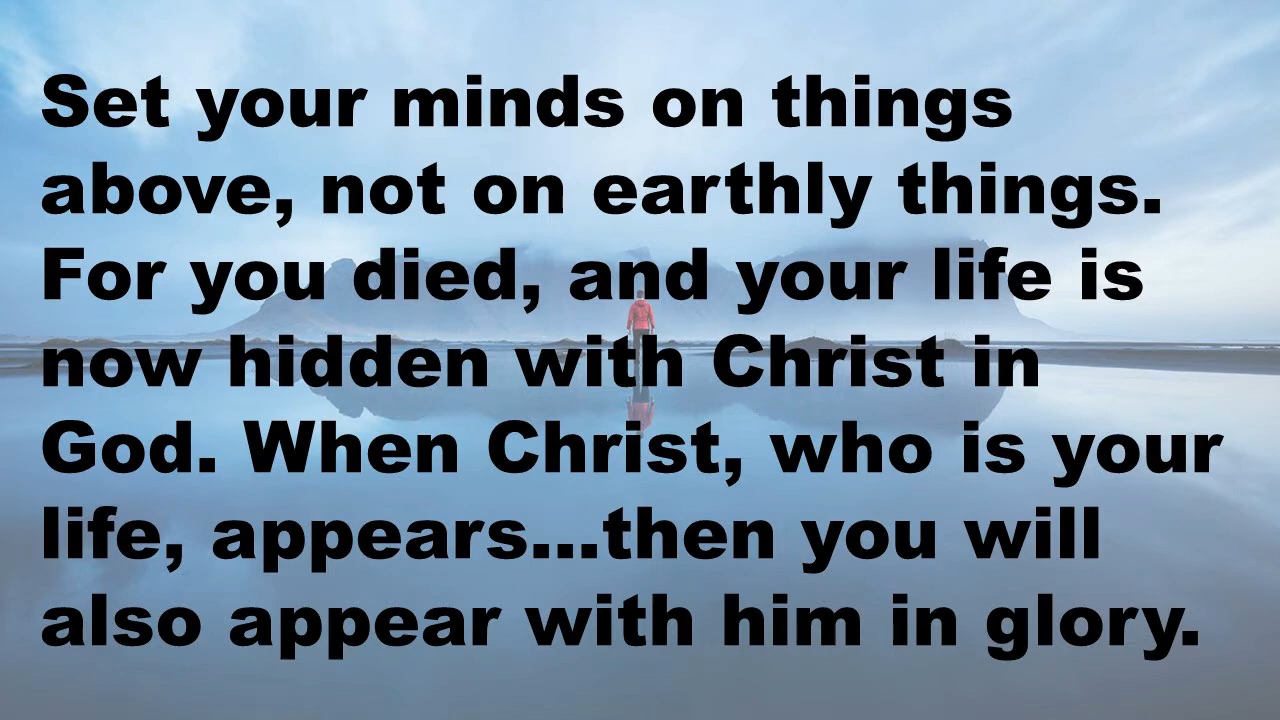 Set your minds on things
above, not on earthly things.
For you died, and your life is
now hidden with Christ in
God. When Christ, who is your
life, appears...then you will
also appear with him in glory.